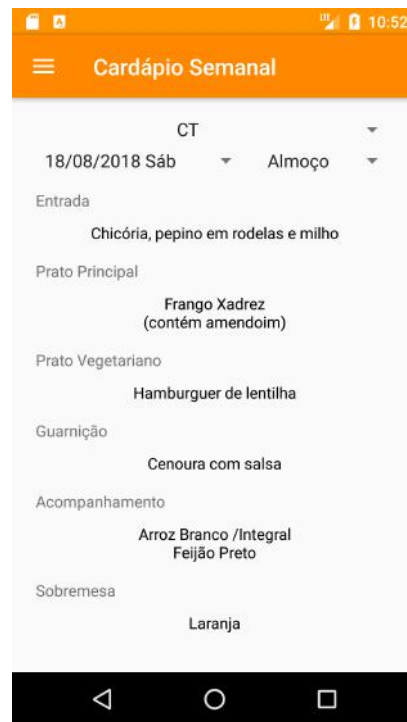 LTE 10:52
Cardápio Semanal
CT
18/08/2018 Sáb Almoço
Entrada
Chicória, pepino em rodelas e milho
Prato Principal
Frango Xadrez
(contém amendoim)
Prato Vegetariano
Hamburguer de lentilha
Guarnição
Cenoura com salsa
Acompanhamento
Arroz Branco /Integral
Feijão Preto
Sobremesa
Laranja